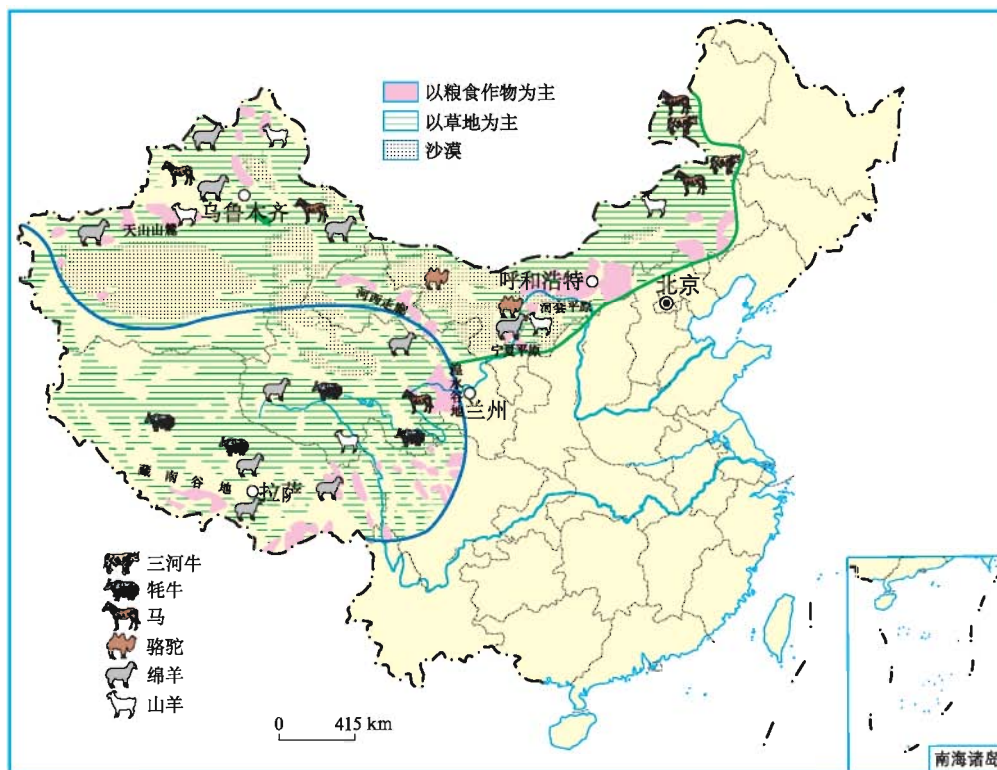 以粮食作物为主
以草地为主
沙漠
乌鲁木齐
天山山麓
河西走廊
呼和浩特
河套平原
北京
宁夏平原
湟水谷地
兰州
藏南谷地
拉萨
三河牛
牦牛
马
骆驼
绵羊
山羊
0 415 km
南海诸岛